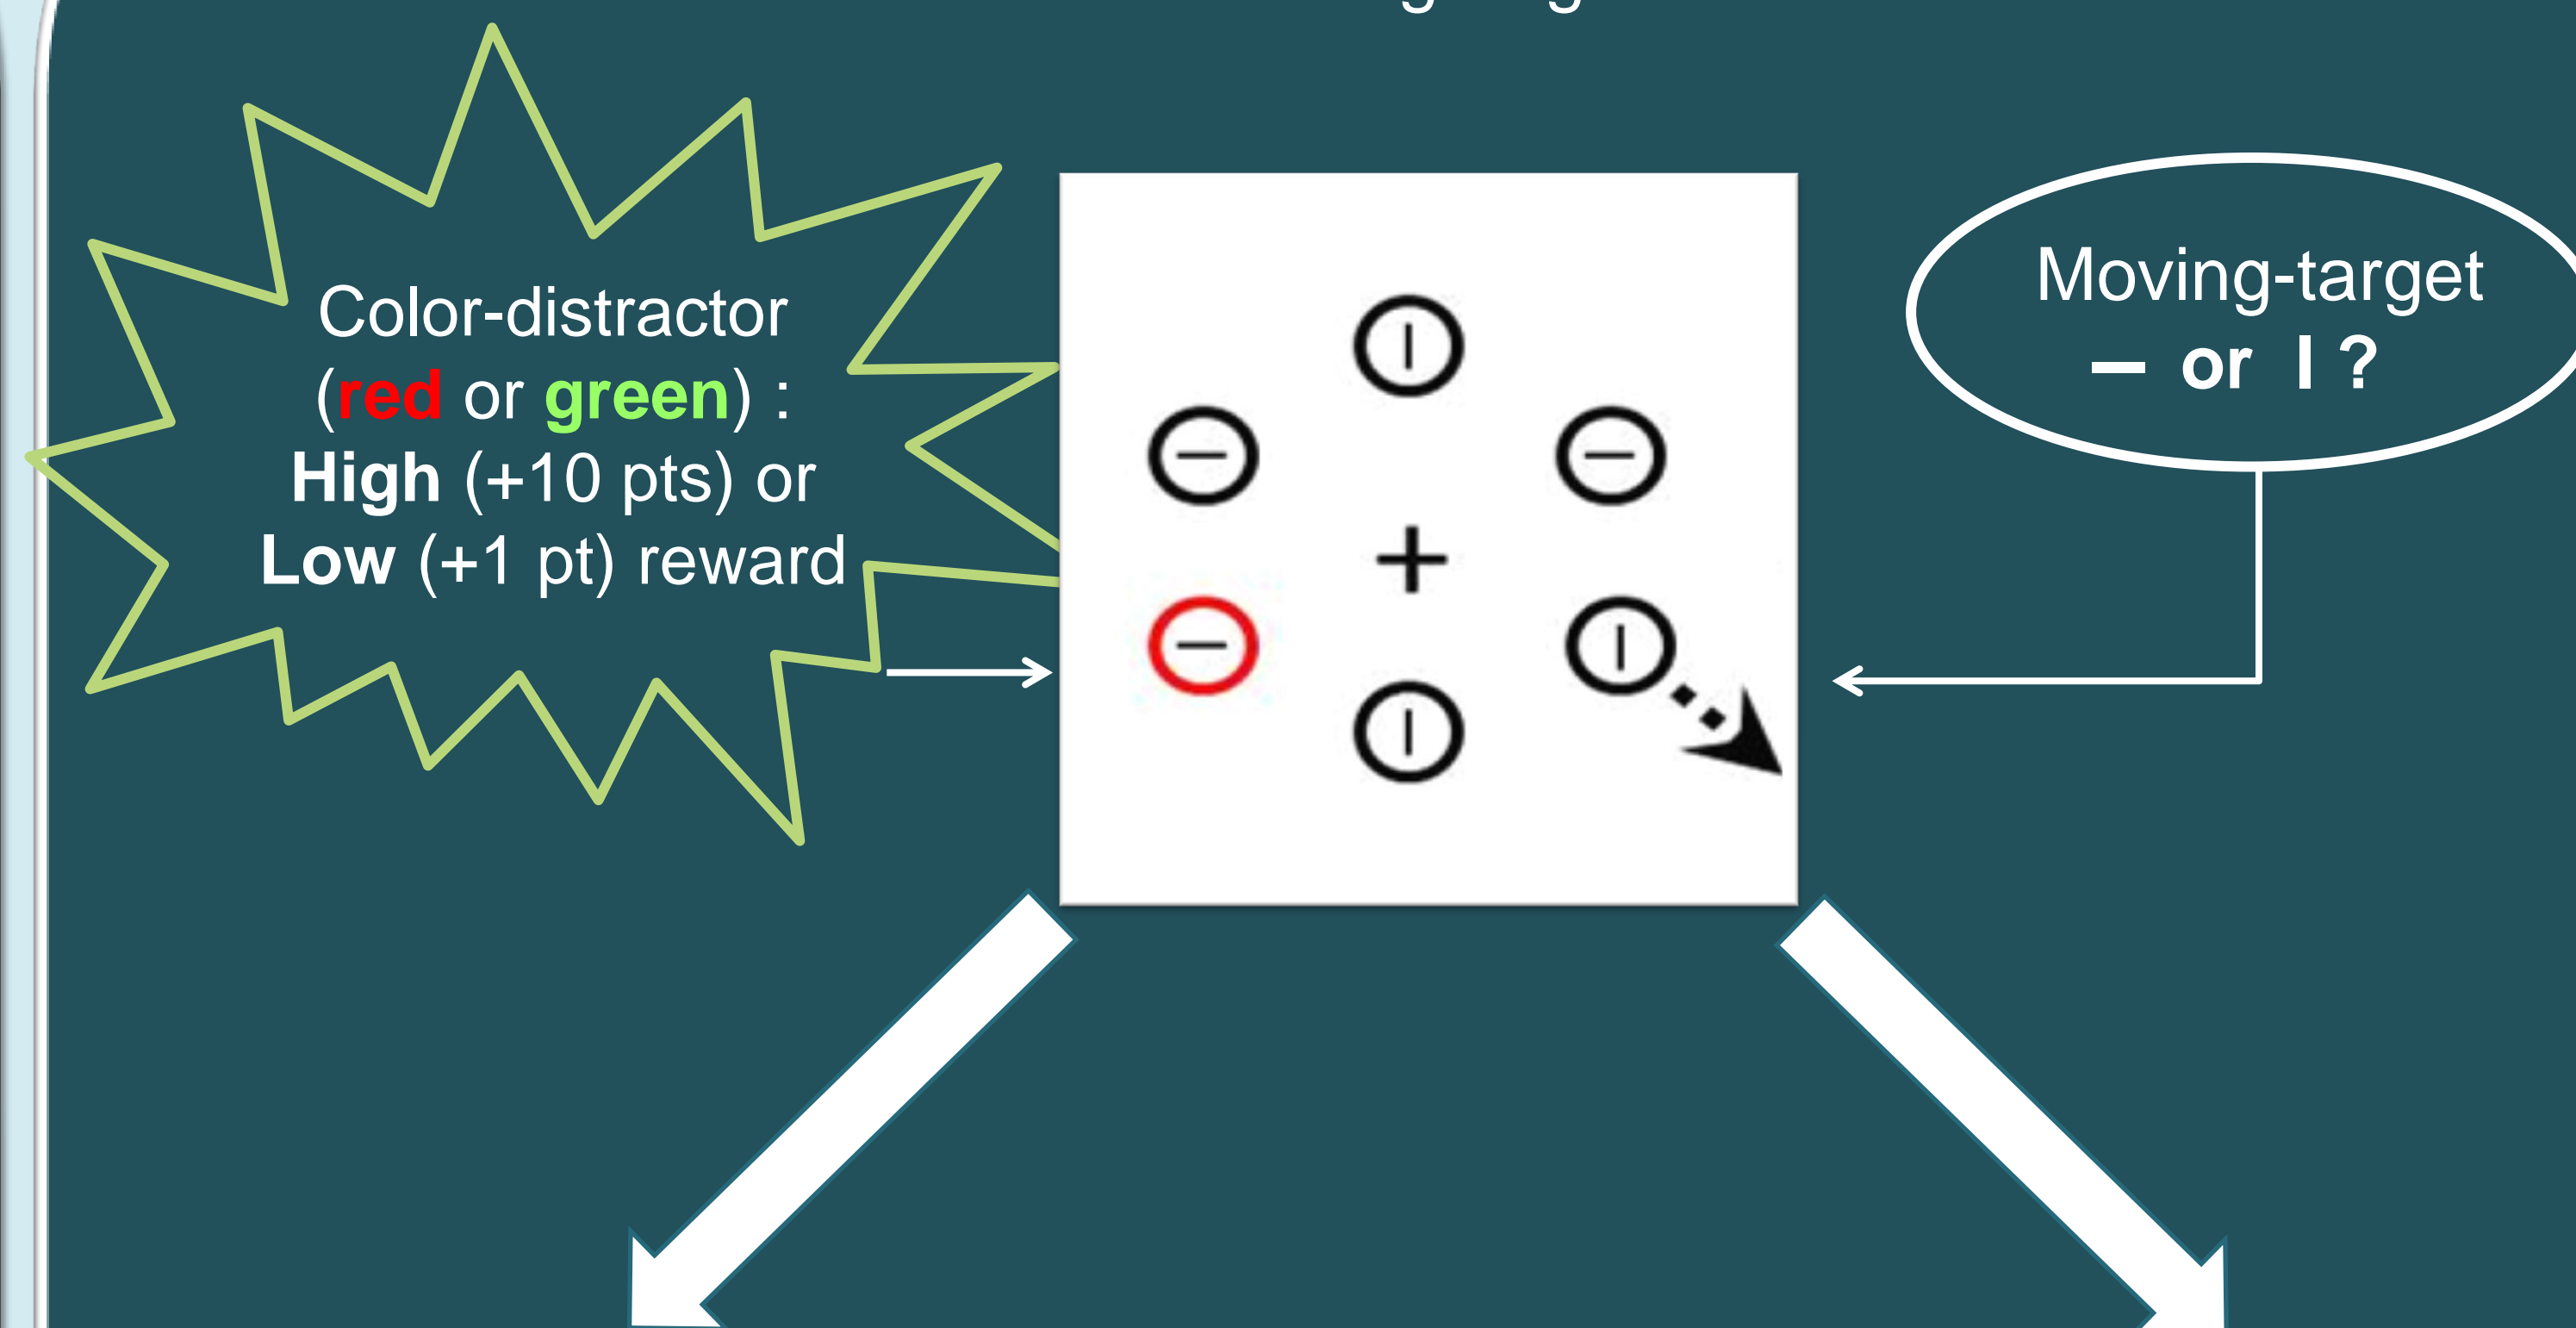 Color-distractor
(red or green) :
High (+10 pts) or
Low (+1 pt) reward
Moving-target
– or I ?